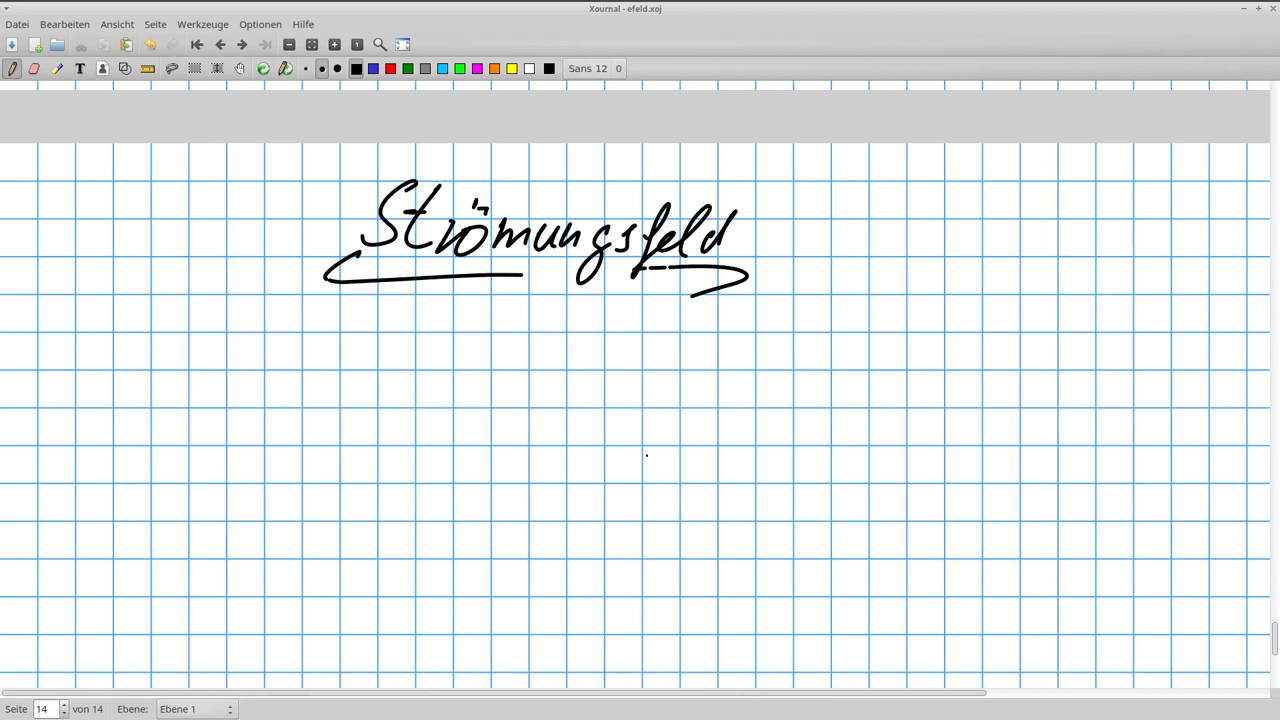 Xournal - efeld.xoj
Datei Bearbeiten Ansicht Seite Werkzeuge Optionen Hilfe
Sans 12 0
Strömungsfeld
Seite 14 von 14 Ebene: Ebene 1